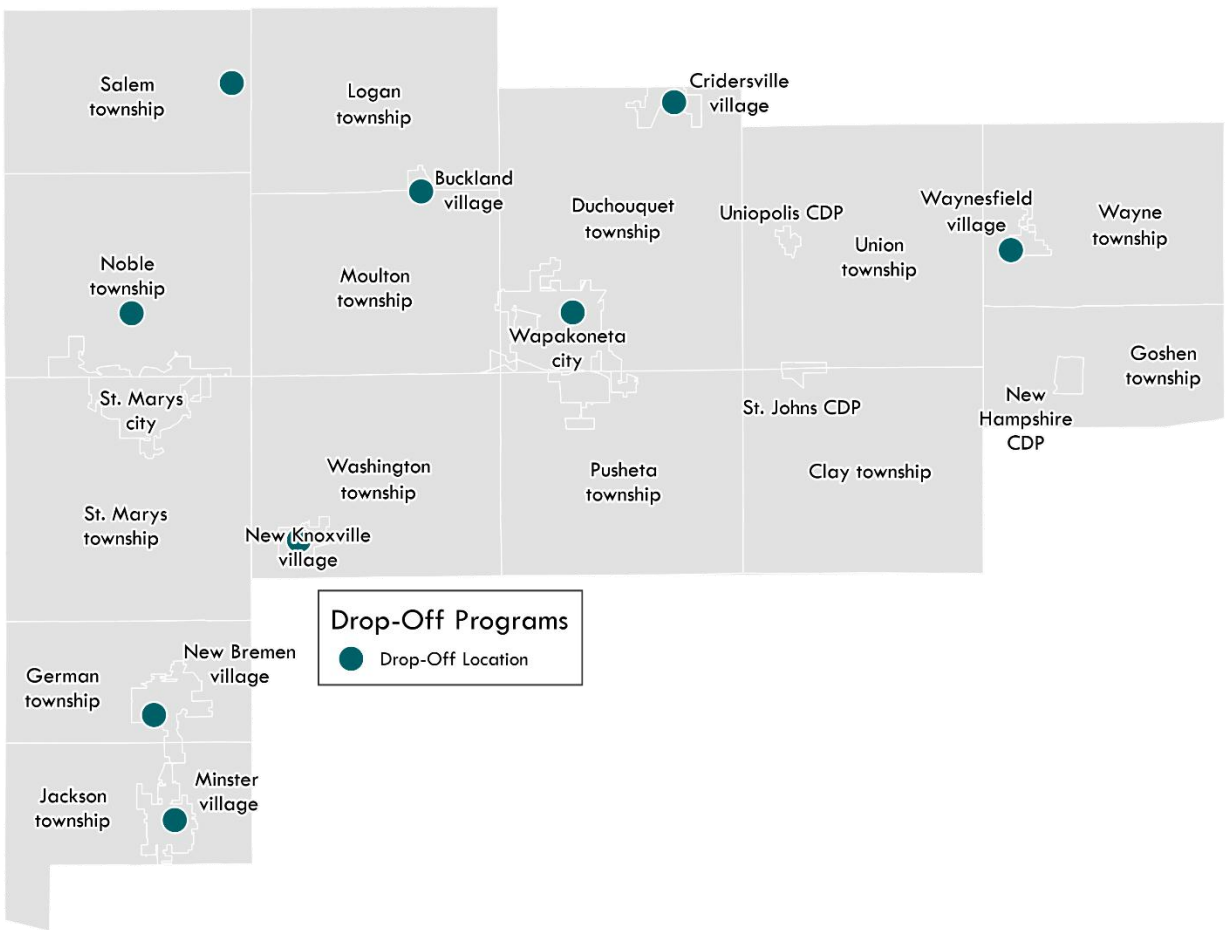 Salem
township
Logan
township
Cridersville
village
Buckland
village
Duchouquet
township
Uniopolis CDP
Union
township
Waynesfield
village
Wayne
township
Noble
township
Moulton
township
Wapakoneta
city
Goshen
township
St. Marys
city
St. Johns CDP
New
Hampshire
CDP
Washington
township
Pusheta
township
Clay township
St. Marys
township
New Knoxville
village
Drop-Off Programs
Drop-Off Location
New Bremen
village
German
township
Minster
village
Jackson
township